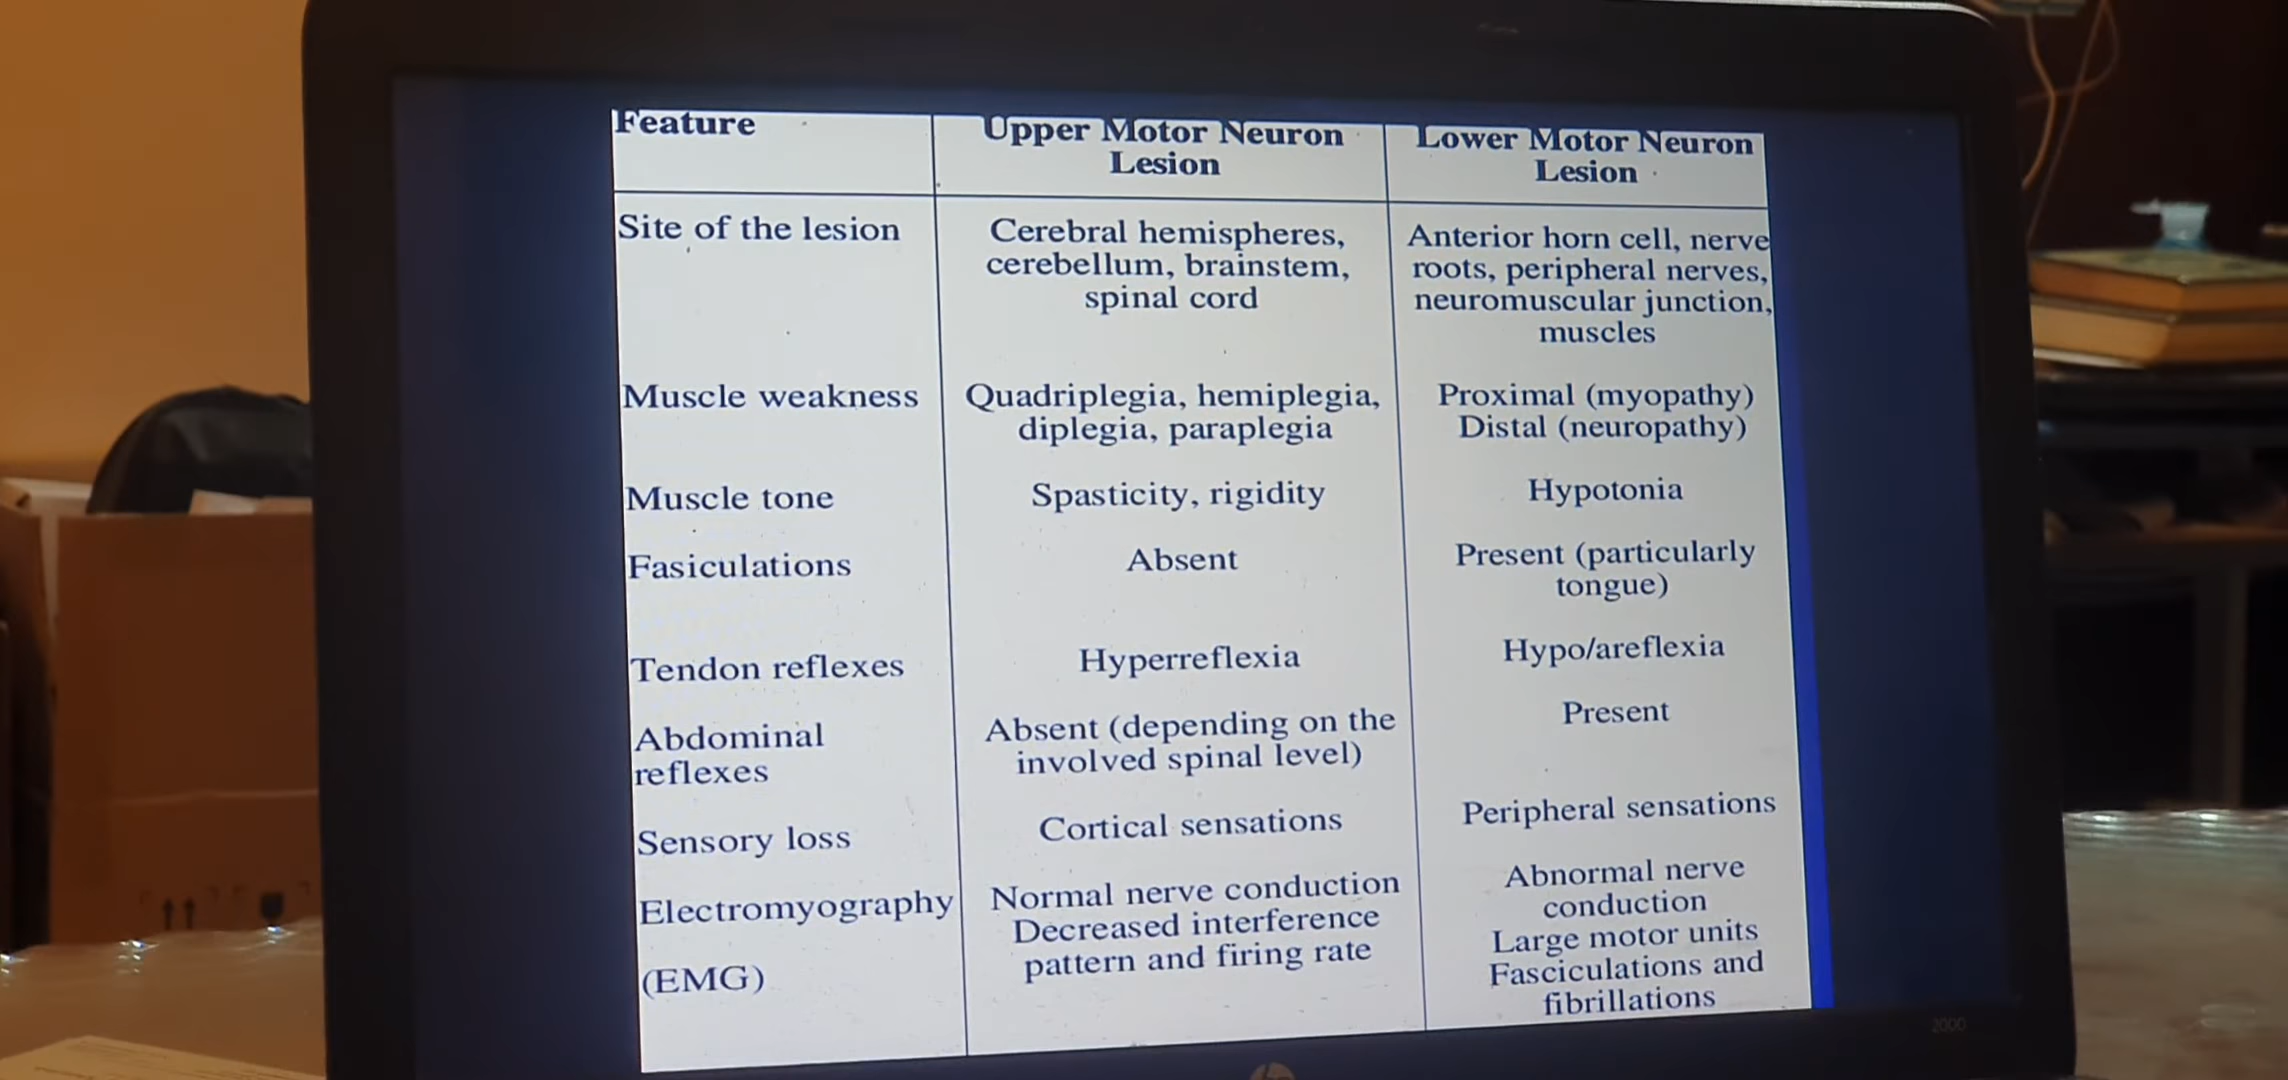 Feature
Upper Motor Neuron
Lesion
Lower Motor Neuron
Lesion
Site of the lesion
Cerebral hemispheres,
cerebellum, brainstem,
spinal cord
Anterior horn cell, nerve
roots, peripheral nerves,
neuromuscular junction,
muscles
Muscle weakness
Quadriplegia, hemiplegia,
diplegia, paraplegia
Proximal (myopathy)
Distal (neuropathy)
Muscle tone
Spasticity, rigidity
Hypotonia
Fasiculations
Absent
Present (particularly
tongue)
Tendon reflexes
Hyperreflexia
Hypo/areflexia
Abdominal
reflexes
Absent (depending on the
involved spinal level)
Present
Sensory loss
Cortical sensations
Peripheral sensations
Electromyography
(EMG)
Normal nerve conduction
Decreased interference
pattern and firing rate
Abnormal nerve
conduction
Large motor units
Fasciculations and
fibrillations
2000
hp